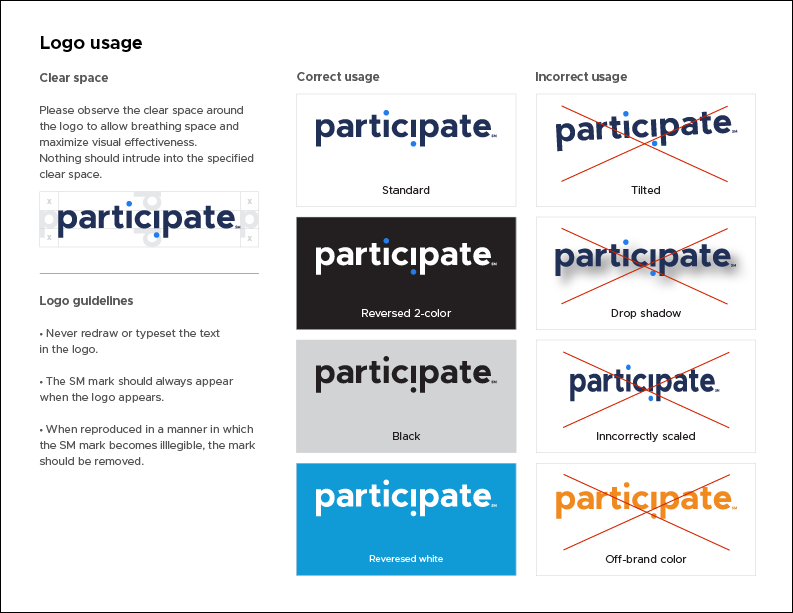 Logo usage
Clear space
Please observe the clear space around
the logo to allow breathing space and
maximize visual effectiveness.
Nothing should intrude into the specified
clear space.
x x
participate SM
x x
Logo guidelines
• Never redraw or typeset the text
in the logo.
• The SM mark should always appear
when the logo appears.
• When reproduced in a manner in which
the SM mark becomes illlegible, the mark
should be removed.
Correct usage
participate SM
Standard
participate SM
Reversed 2-color
participate SM
Black
participate SM
Reveresed white
Incorrect usage
participate SM
Tilted
participate SM
Drop shadow
participate SM
Inncorrectly scaled
participate SM
Off-brand color